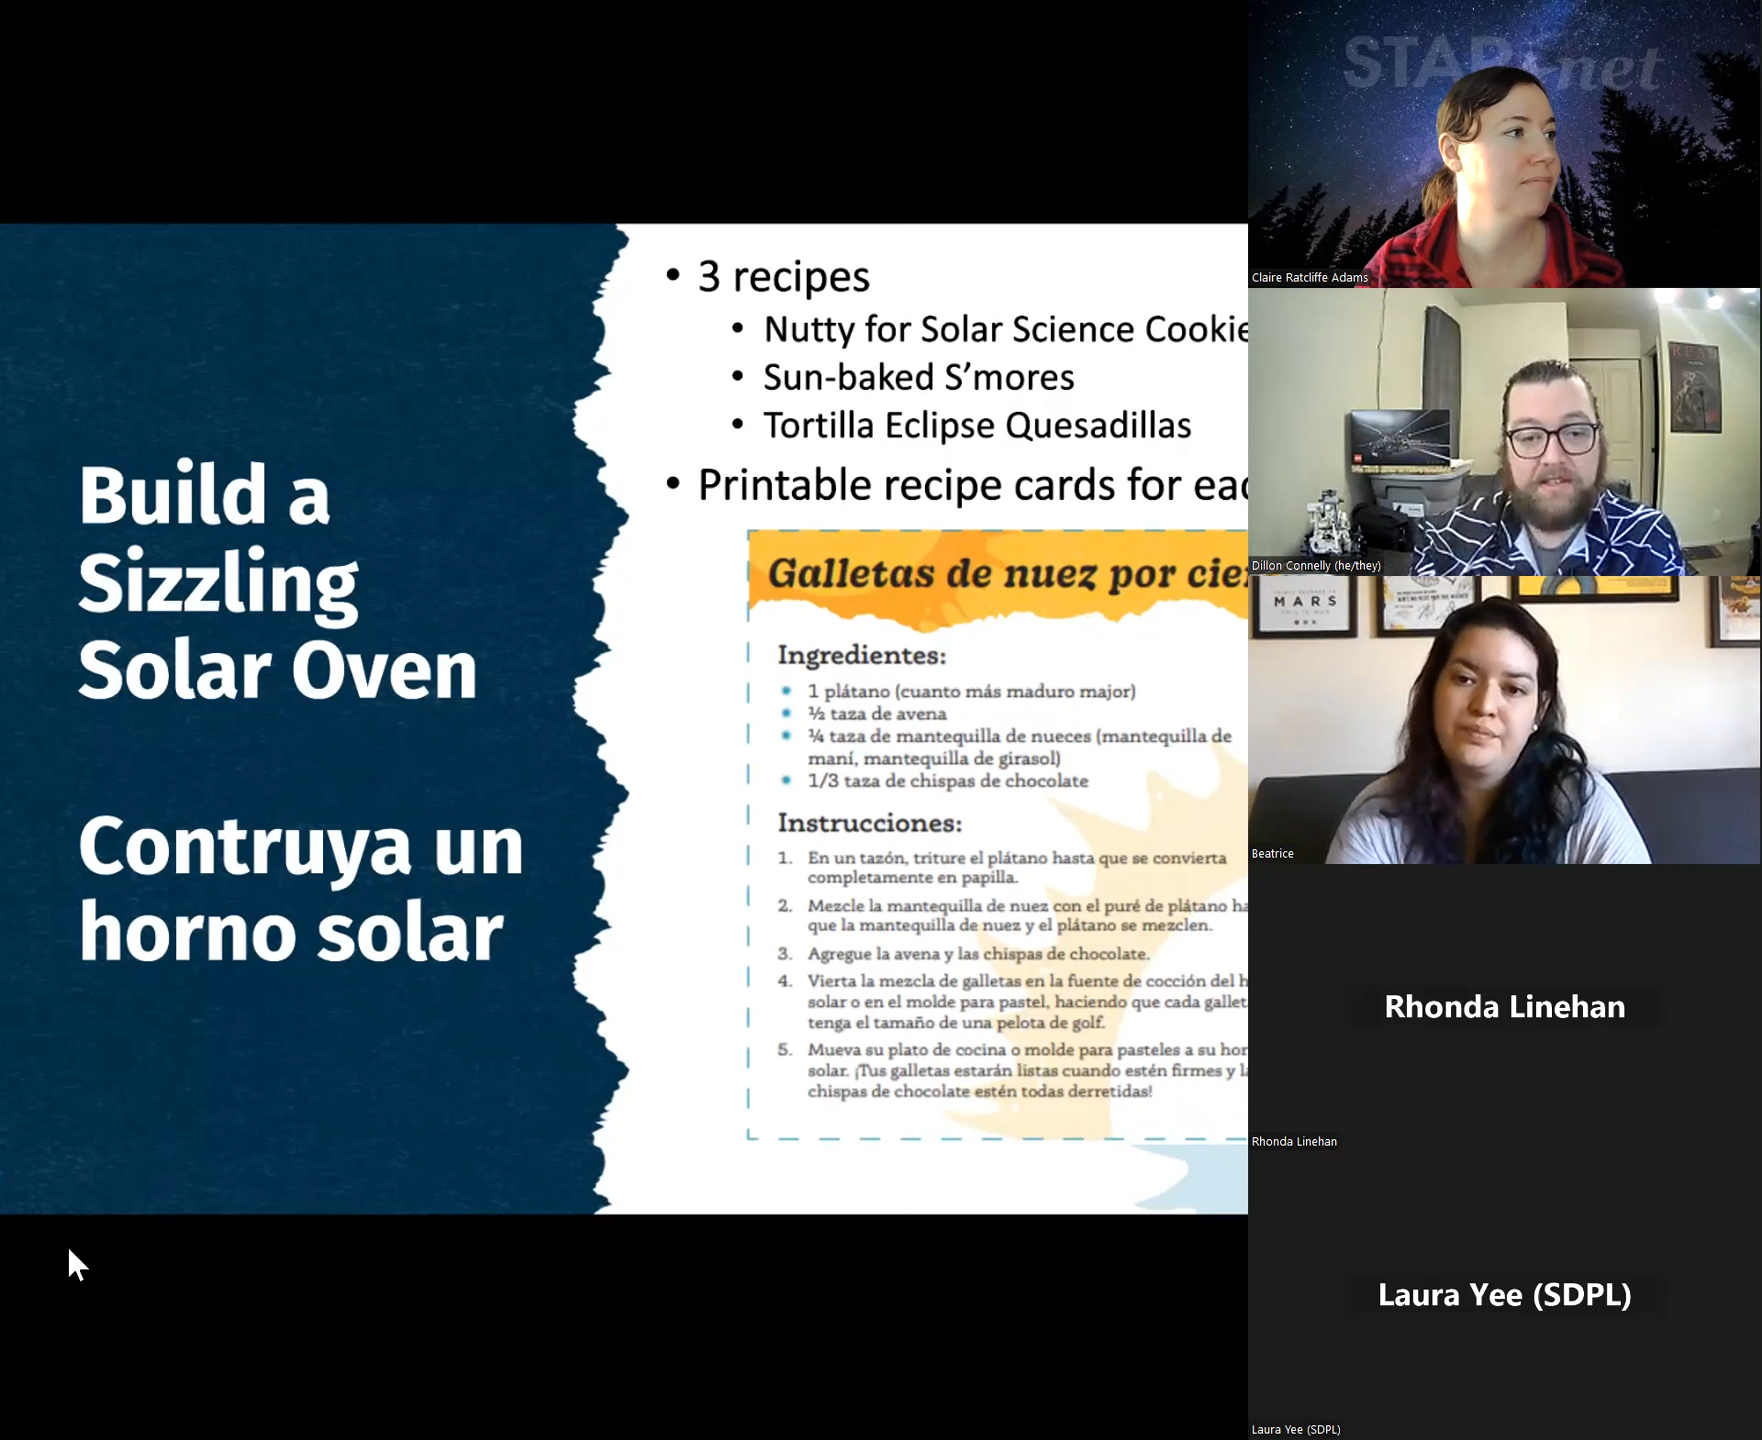 Build a
Sizzling
Solar Oven
Contruya un
horno solar
• 3 recipes
• Nutty for Solar Science Cookie
• Sun-baked S’mores
• Tortilla Eclipse Quesadillas
• Printable recipe cards for eac
Galletas de nuez por cie
Ingredientes:
1 plátano (cuanto más maduro major)
½ taza de avena
¼ taza de mantequilla de nueces (mantequilla de
maní, mantequilla de girasol)
1/3 taza de chispas de chocolate
Instrucciones:
1. En un tazón, triture el plátano hasta que se convierta
completamente en papilla.
2. Mezcle la mantequilla de nuez con el puré de plátano ha
que la mantequilla de nuez y el plátano se mezclen.
3. Agregue la avena y las chispas de chocolate.
4. Vierta la mezcla de galletas en la fuente de cocción del h
solar o en el molde para pastel, haciendo que cada gallet
tenga el tamaño de una pelota de golf.
5. Mueva su plato de cocina o molde para pasteles a su hor
solar. ¡Tus galletas estarán listas cuando estén firmes y la
chispas de chocolate estén todas derretidas!
STAR net
Claire Ratcliffe Adams
READ
Dillon Connelly (he/they)
MARS
Beatrice
Rhonda Linehan
Rhonda Linehan
Laura Yee (SDPL)
Laura Yee (SDPL)